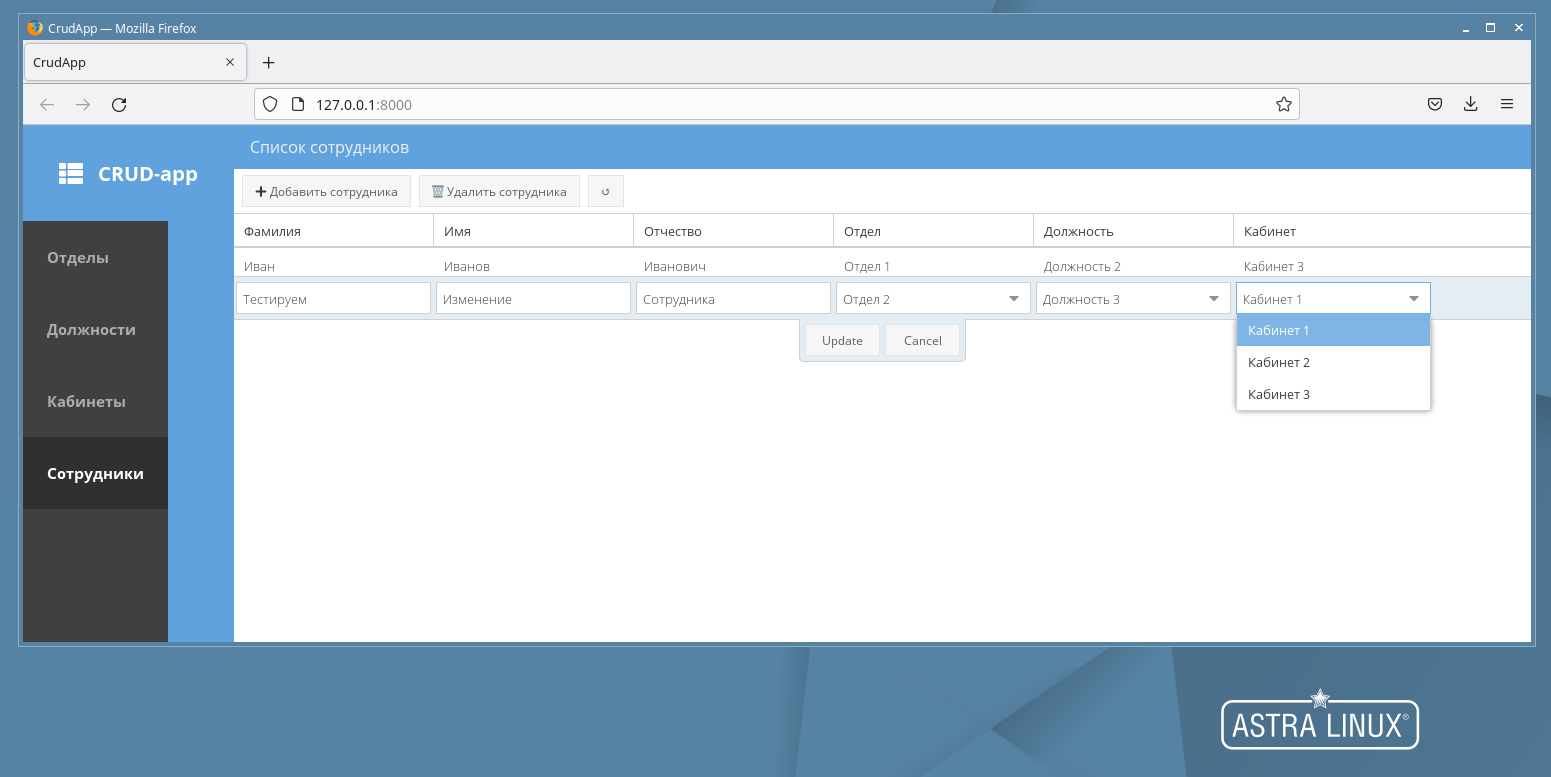 CrudApp — Mozilla Firefox
CrudApp
127.0.0.1:8000
Список сотрудников
CRUD-app
Добавить сотрудника
Удалить сотрудника
Фамилия Имя Отчество Отдел Должность Кабинет
Отделы
Иван Иванов Иванович Отдел 1 Должность 2 Кабинет 3
Тестируем Изменение Сотрудника Отдел 2 Должность 3 Кабинет 1
Должности
Update Cancel
Кабинет 1
Кабинет 2
Кабинет 3
Кабинеты
Сотрудники
ASTRA LINUX®